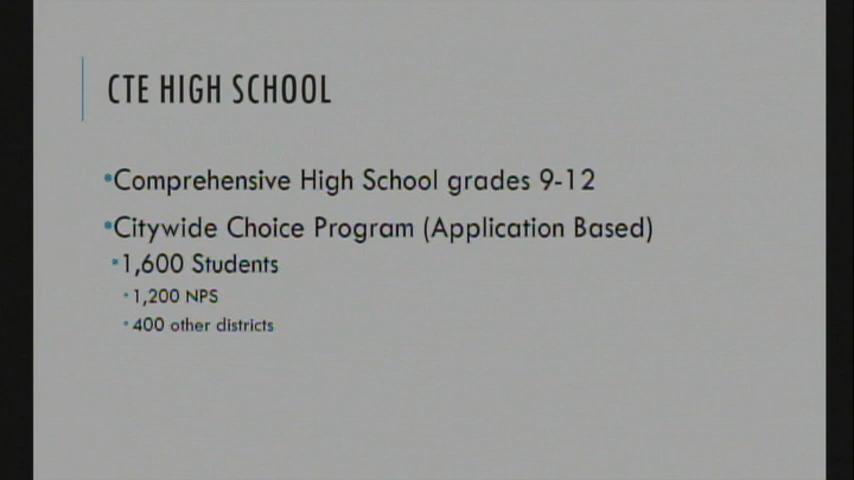 CTE HIGH SCHOOL
•Comprehensive High School grades 9-12
•Citywide Choice Program (Application Based)
•1,600 Students
•1,200 NPS
•400 other districts